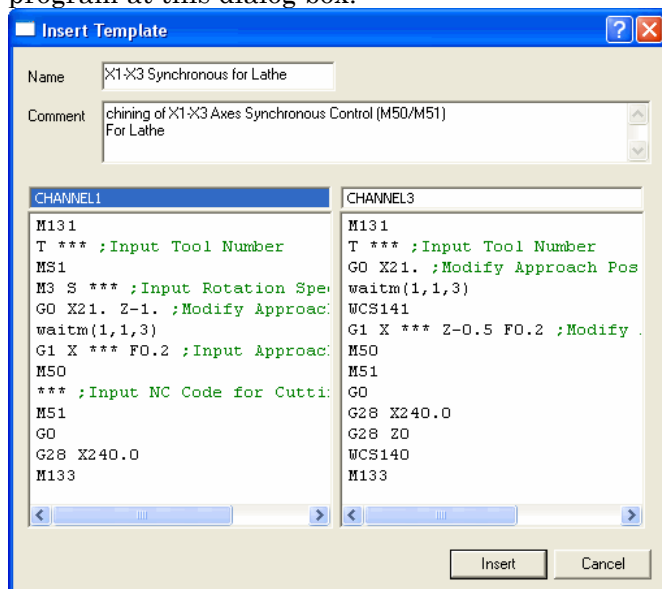 program at this dialog box.
Insert Template
Name X1-X3 Synchronous for Lathe
Comment chining of X1-X3 Axes Synchronous Control (M50/M51)
For Lathe
CHANNEL1
M131
T *** ;Input Tool Number
MS1
M3 S *** ;Input Rotation Spe
G0 X21. Z-1. ;Modify Approac
waitm(1,1,3)
G1 X *** F0.2 ;Input Approac
M50
*** ;Input NC Code for Cutti
M51
G0
G28 X240.0
M133
CHANNEL3
M131
T *** ;Input Tool Number
G0 X21. ;Modify Approach Pos
waitm(1,1,3)
WCS141
G1 X *** Z-0.5 F0.2 ;Modify
M50
M51
G0
G28 X240.0
G28 Z0
WCS140
M133
Insert Cancel